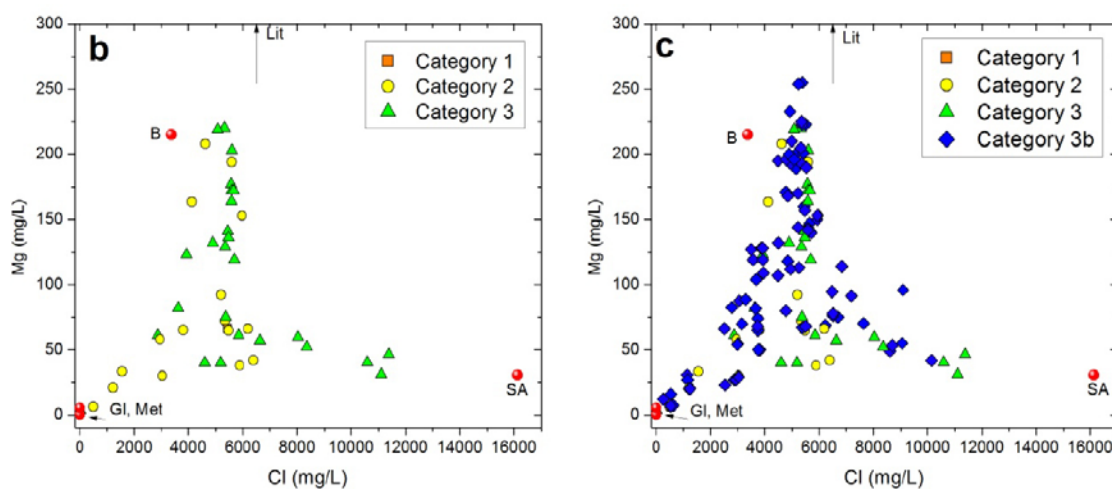 b
Lit
Category 1
Category 2
Category 3
B
SA
Gl, Met
300
250
200
150
100
50
0
Mg (mg/L)
0 2000 4000 6000 8000 10000 12000 14000 16000
Cl (mg/L)
c
Lit
Category 1
Category 2
Category 3
Category 3b
B
SA
Gl, Met
300
250
200
150
100
50
0
Mg (mg/L)
0 2000 4000 6000 8000 10000 12000 14000 16000
Cl (mg/L)